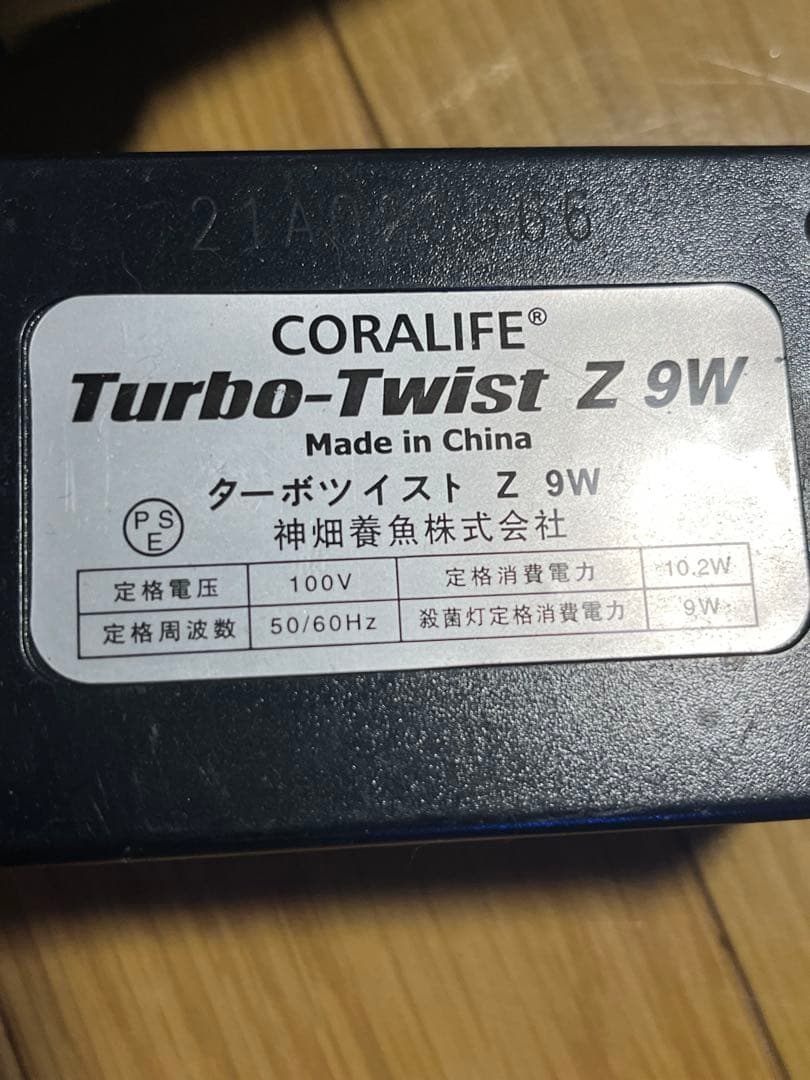 CORALIFE®
Turbo-Twist Z 9W
Made in China
ターボツイスト Z 9W
PSE
神畑養魚株式会社
定格電圧 100V 定格消費電力 10.2W
定格周波数 50/60Hz 殺菌灯定格消費電力 9W